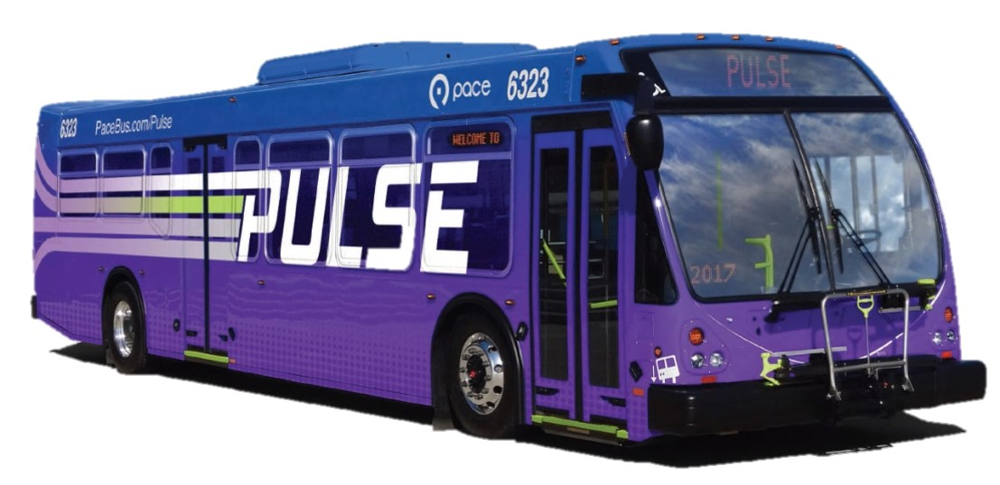 PULSE
pace 6323
6323 PaceBus.com/Pulse
WELCOME TO
PULSE
2017